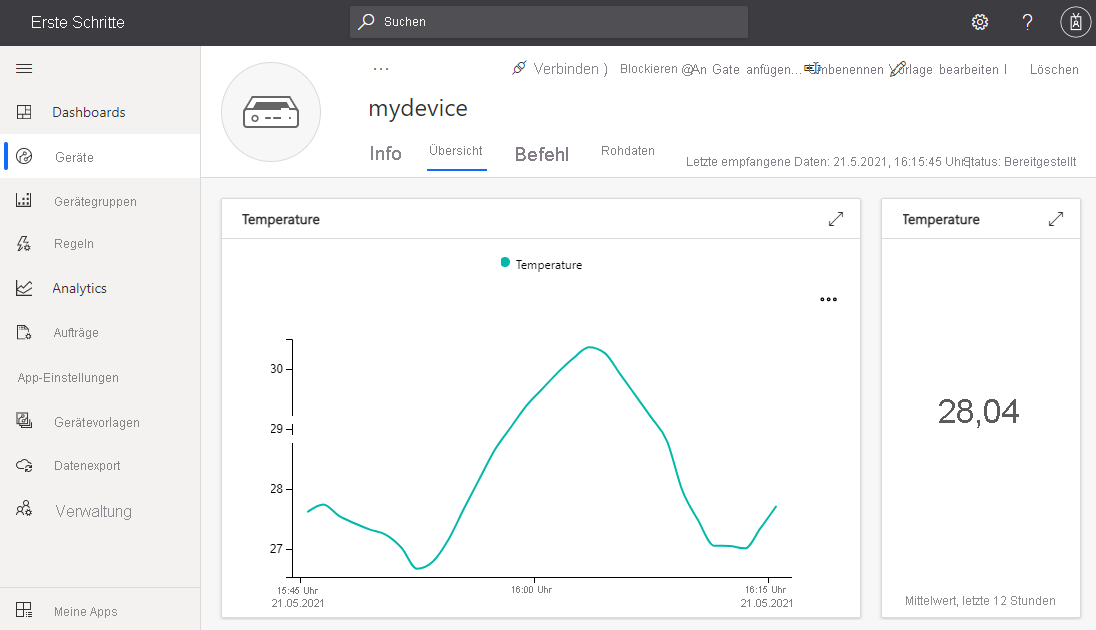 Erste Schritte
Suchen
?
Dashboards
Geräte
Gerätegruppen
Regeln
Analytics
Aufträge
App-Einstellungen
Gerätevorlagen
Datenexport
Verwaltung
Meine Apps
... Verbinden ) Blockieren @An Gate anfügen... Umbenennen Vorlage bearbeiten I Löschen
mydevice
Info Übersicht Befehl Rohdaten Letzte empfangene Daten: 21.5.2021, 16:15:45 Uhr Status: Bereitgestellt
Temperature
Temperature
30
29
28
27
15:45 Uhr 16:00 Uhr 16:15 Uhr
21.05.2021 21.05.2021
Temperature
28,04
Mittelwert, letzte 12 Stunden